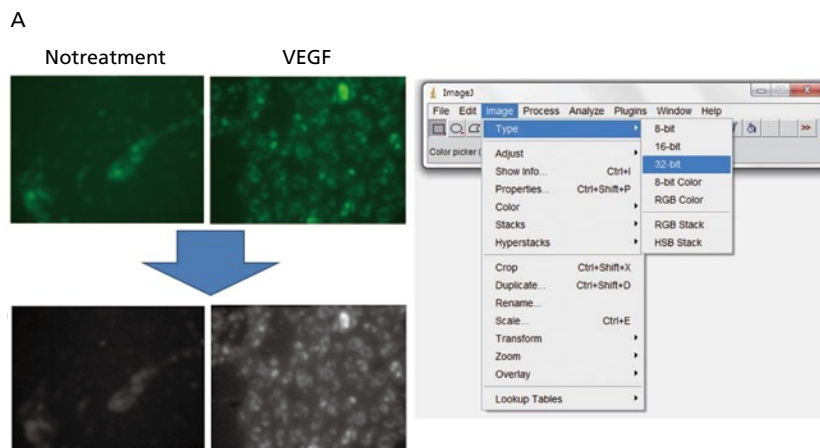 A
Notreatment VEGF
ImageJ
File Edit Image Process Analyze Plugins Window Help
Color picker (
Type
8-bit
16-bit
32-bit
8-bit Color
RGB Color
RGB Stack
HSB Stack
Adjust
Show Info... Ctrl+I
Properties... Ctrl+Shift+P
Color
Stacks
Hyperstacks
Crop Ctrl+Shift+X
Duplicate... Ctrl+Shift+D
Rename...
Scale... Ctrl+E
Transform
Zoom
Overlay
Lookup Tables